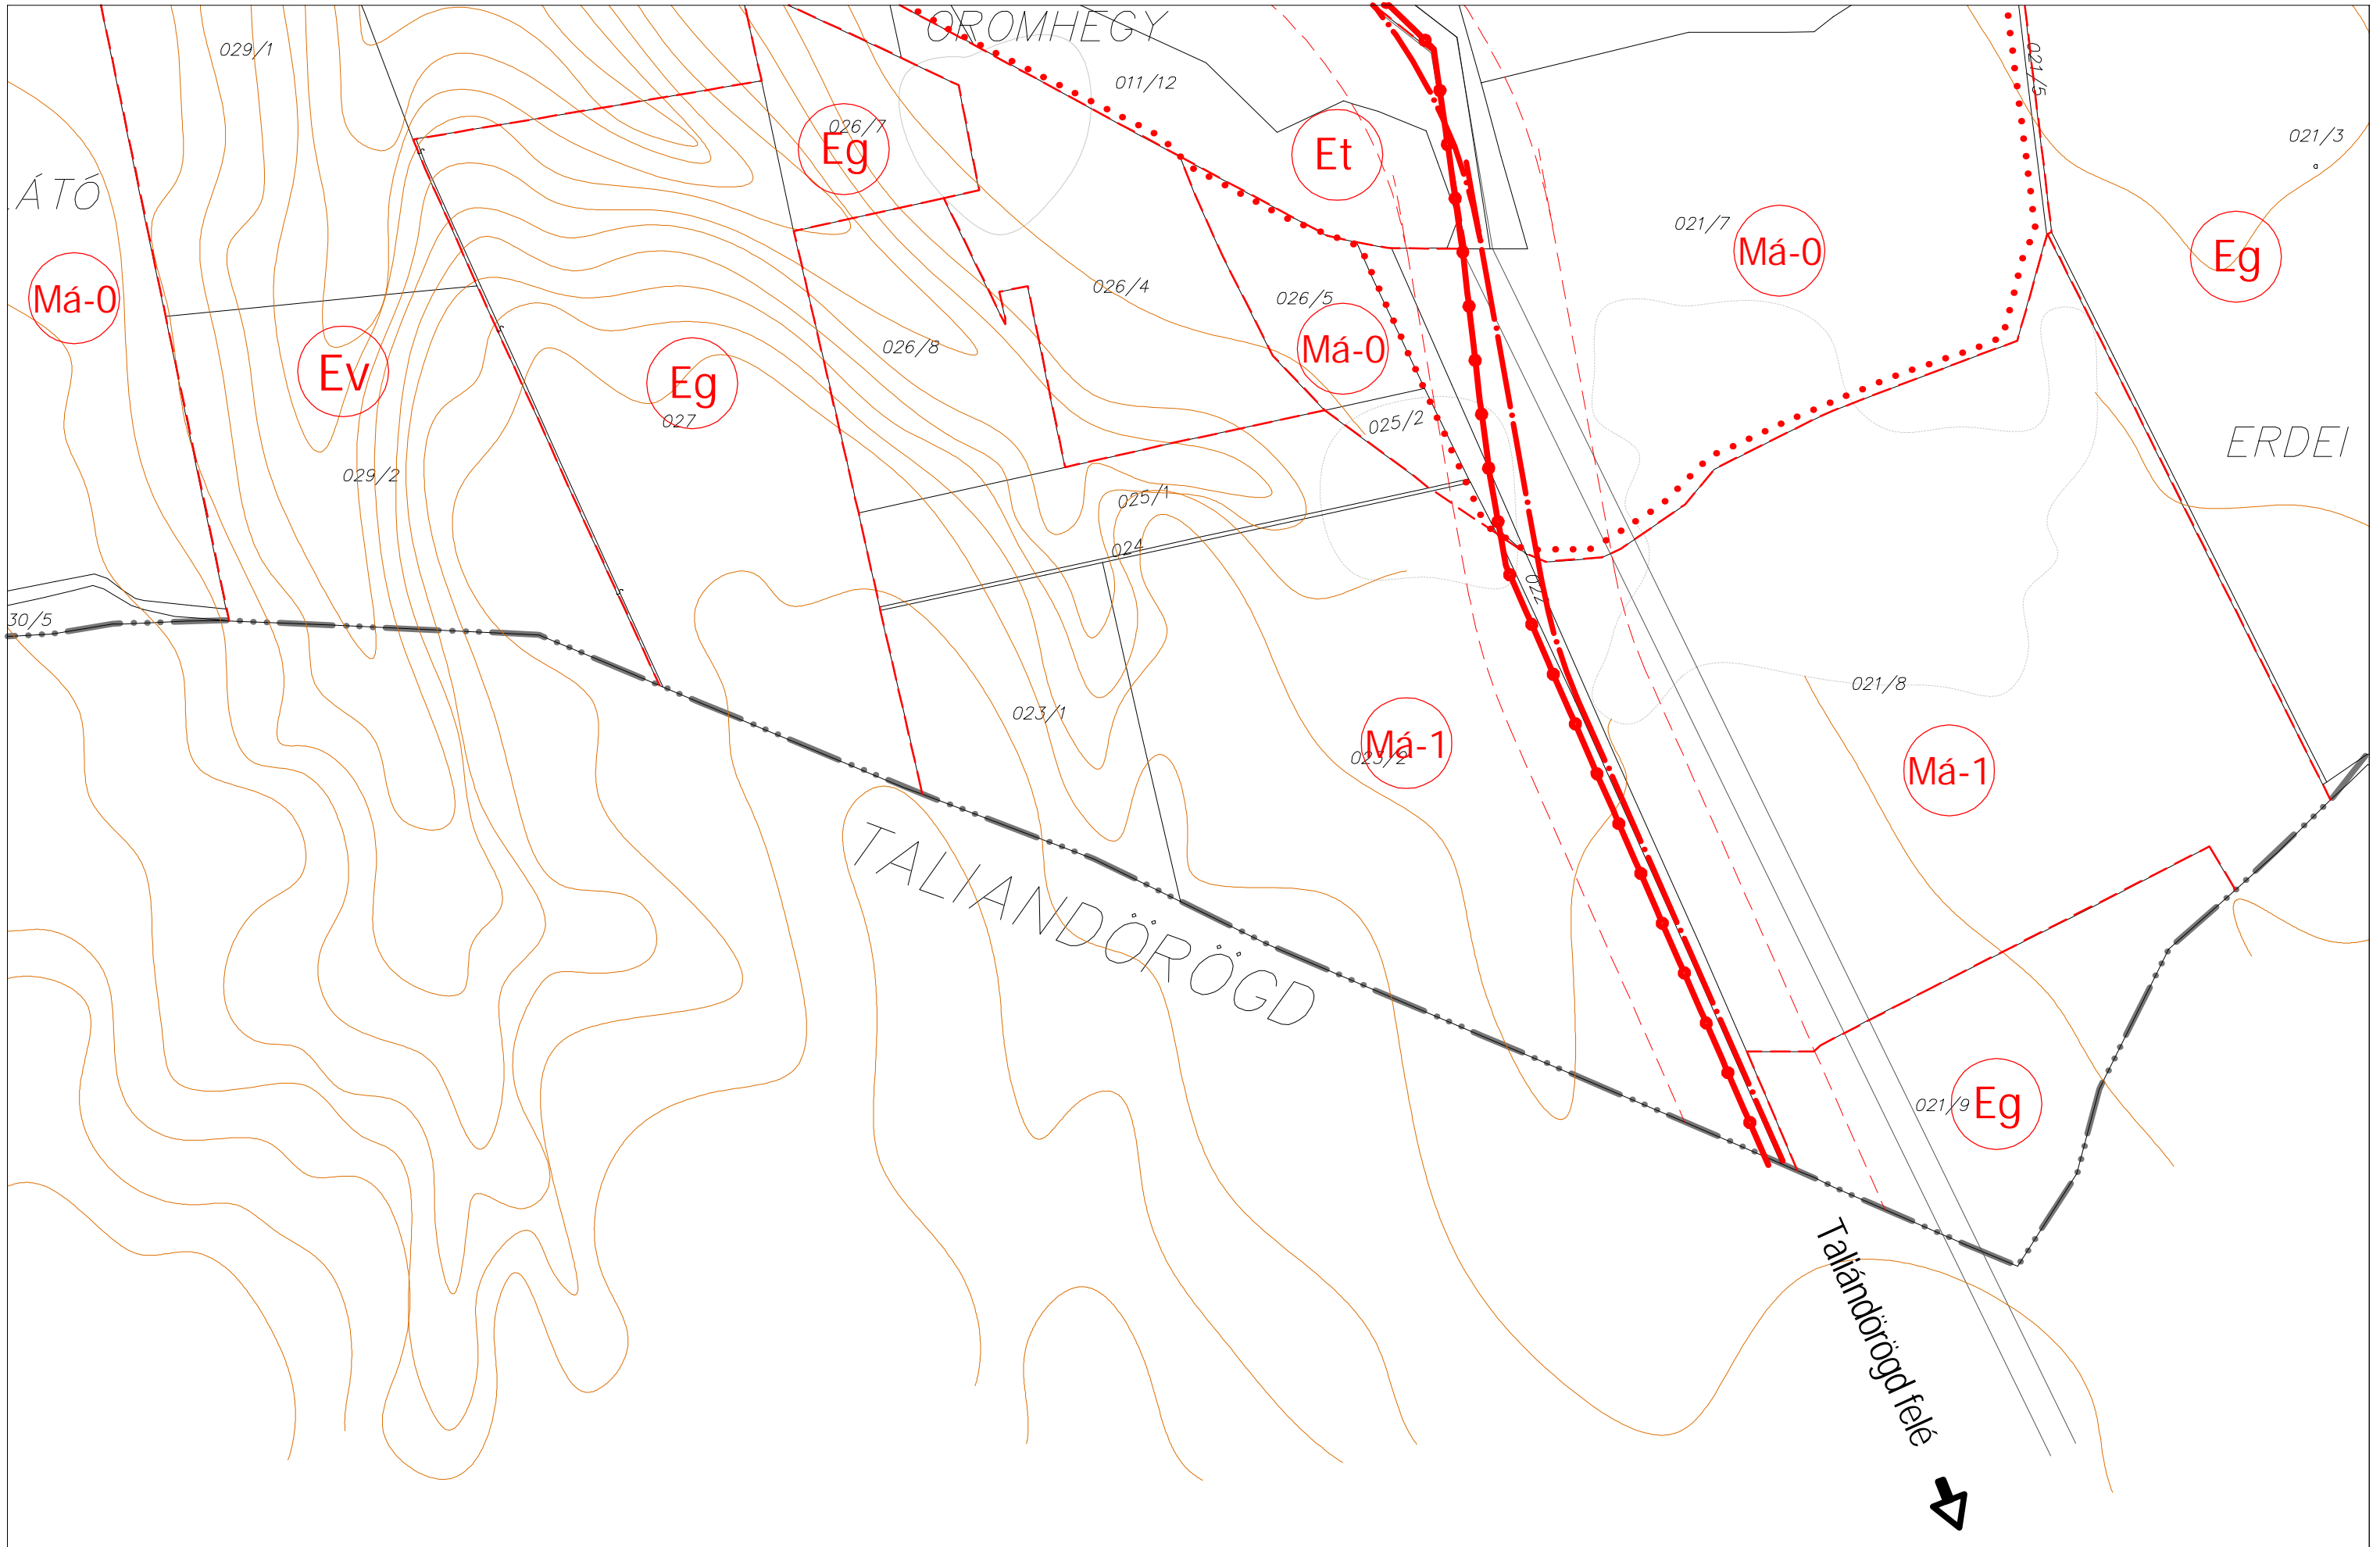 OROMHEGY
029/1
011/12
021/5
026/7
Eg
Et
021/3
ÁTÓ
021/7
Má-0
Eg
Má-0
026/4
026/5
Má-0
026/8
Ev
Eg
027
025/2
ERDEI
029/2
025/1
024
022
30/5
021/8
023/1
Má-1
023/2
Má-1
TALIANDÖRÖGD
021/9
Eg
Taliándörögd felé